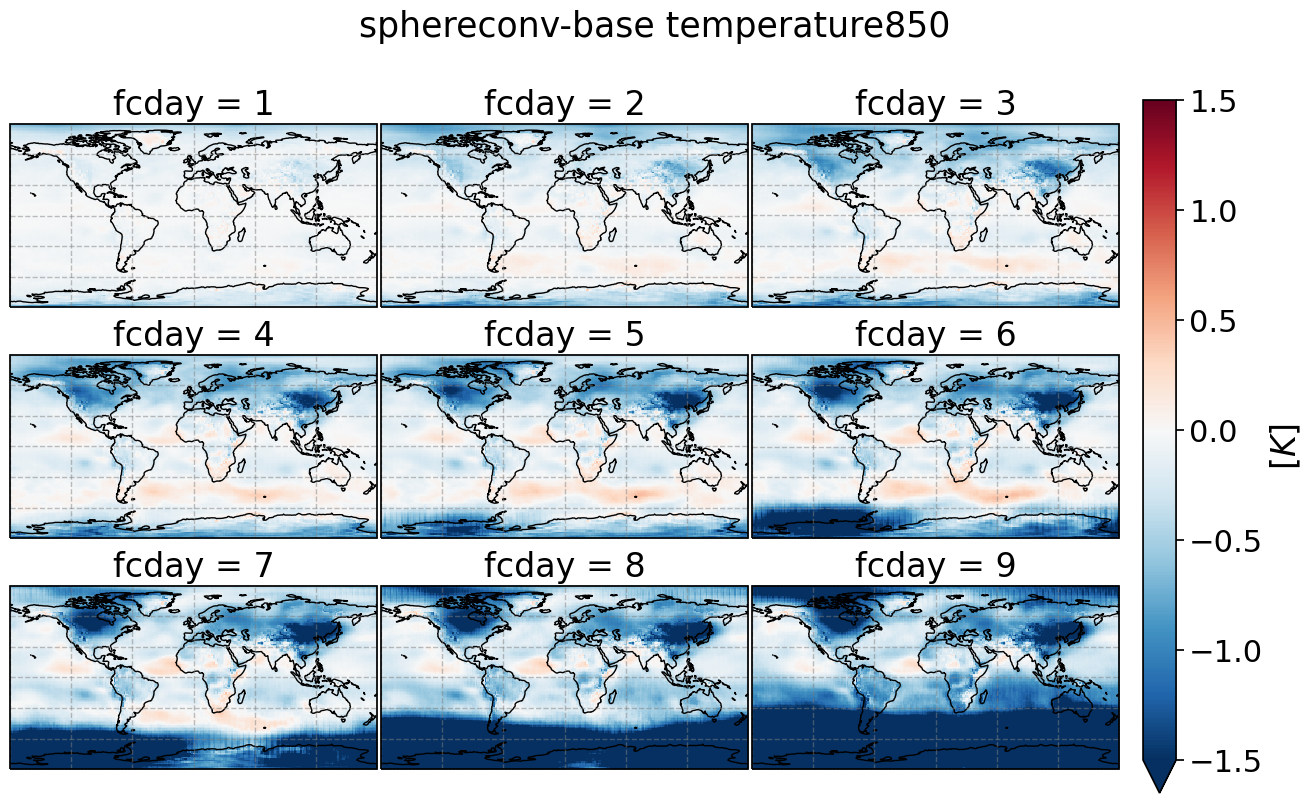 sphereconv-base temperature850
fcday = 1
fcday = 2
fcday = 3
fcday = 4
fcday = 5
fcday = 6
fcday = 7
fcday = 8
fcday = 9
1.5
1.0
0.5
0.0
−0.5
−1.0
−1.5
[K]